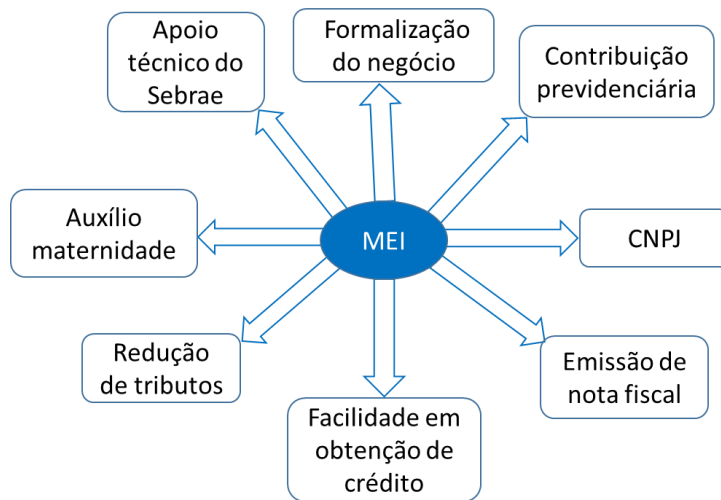 Apoio
técnico do
Sebrae
Formalização
do negócio
Contribuição
previdenciária
Auxílio
maternidade
MEI
CNPJ
Redução
de tributos
Facilidade em
obtenção de
crédito
Emissão de
nota fiscal